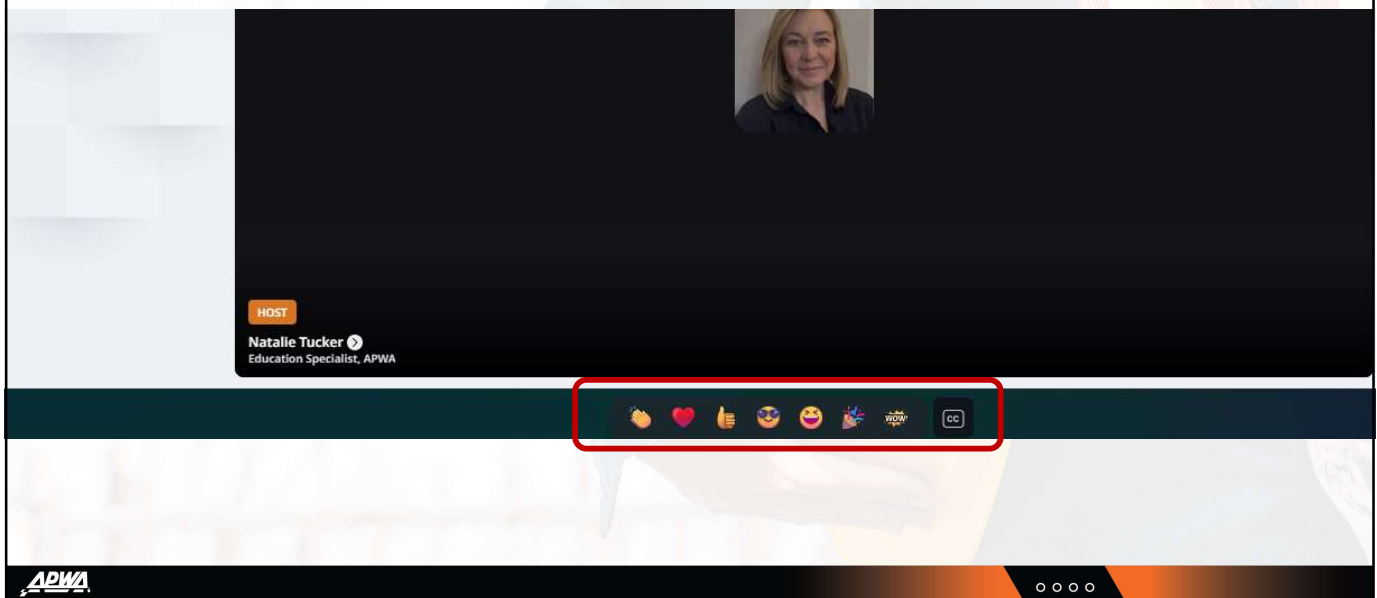 HOST
Natalie Tucker
Education Specialist, APWA
WOW!
CC
APWA